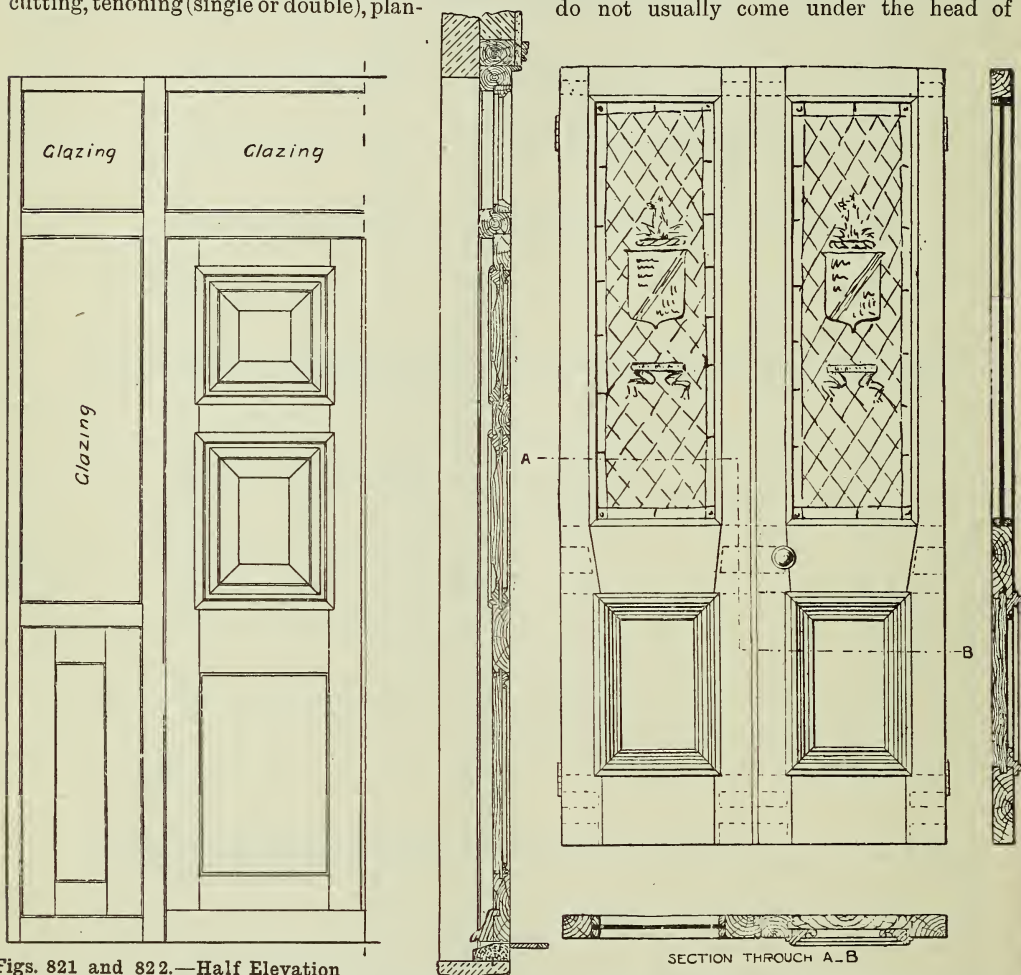 cutting, tenoning (single or double), plan-
do not usually come under the head of
Glazing
Glazing
Glazing
A
B
SECTION THROUGH A-B
Figs. 821 and 822.—Half Elevation